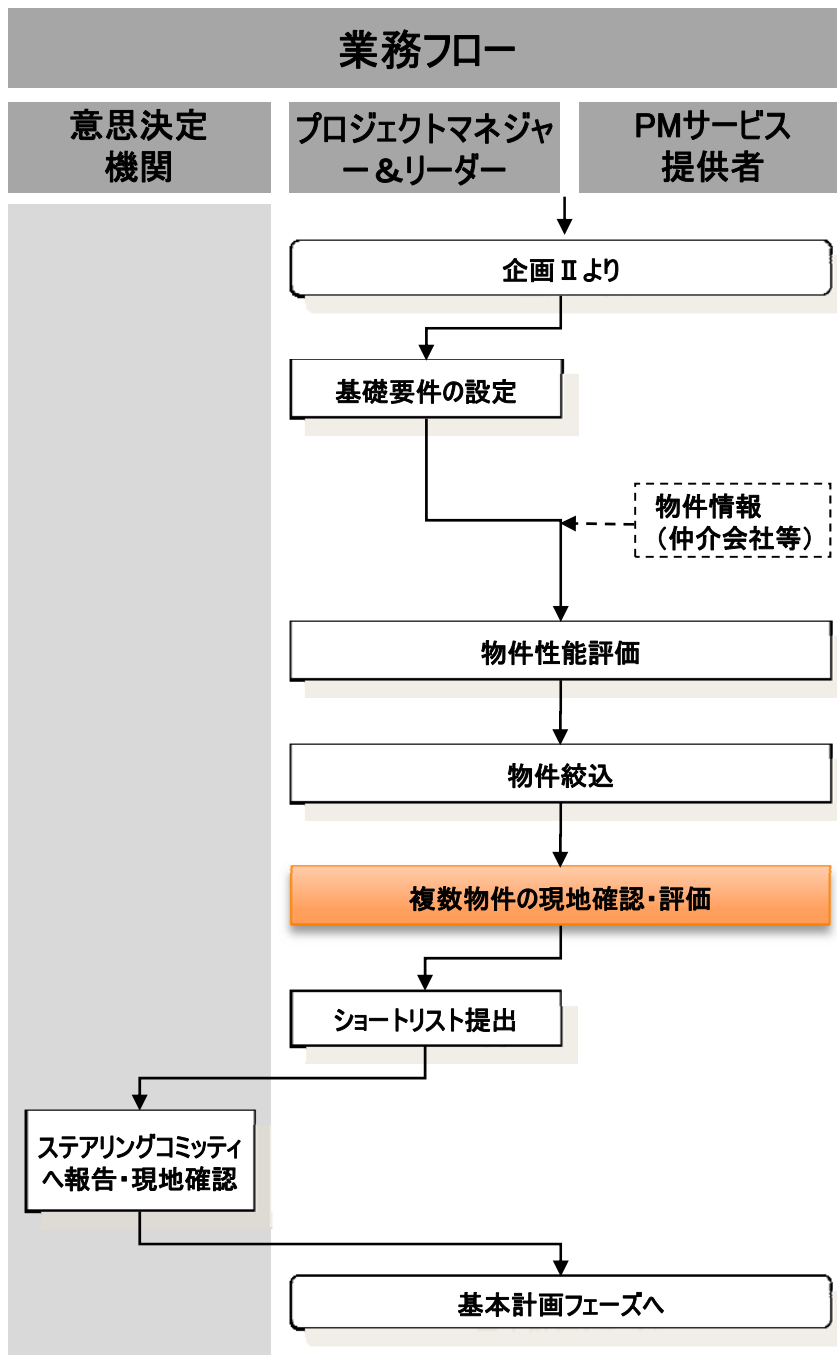 業務フロー
意思決定
機関
プロジェクトマネジャ
ー＆リーダー
PMサービス
提供者
企画Ⅱより
基礎要件の設定
物件情報
（仲介会社等）
物件性能評価
物件絞込
複数物件の現地確認・評価
ショートリスト提出
ステアリングコミッティ
へ報告・現地確認
基本計画フェーズへ